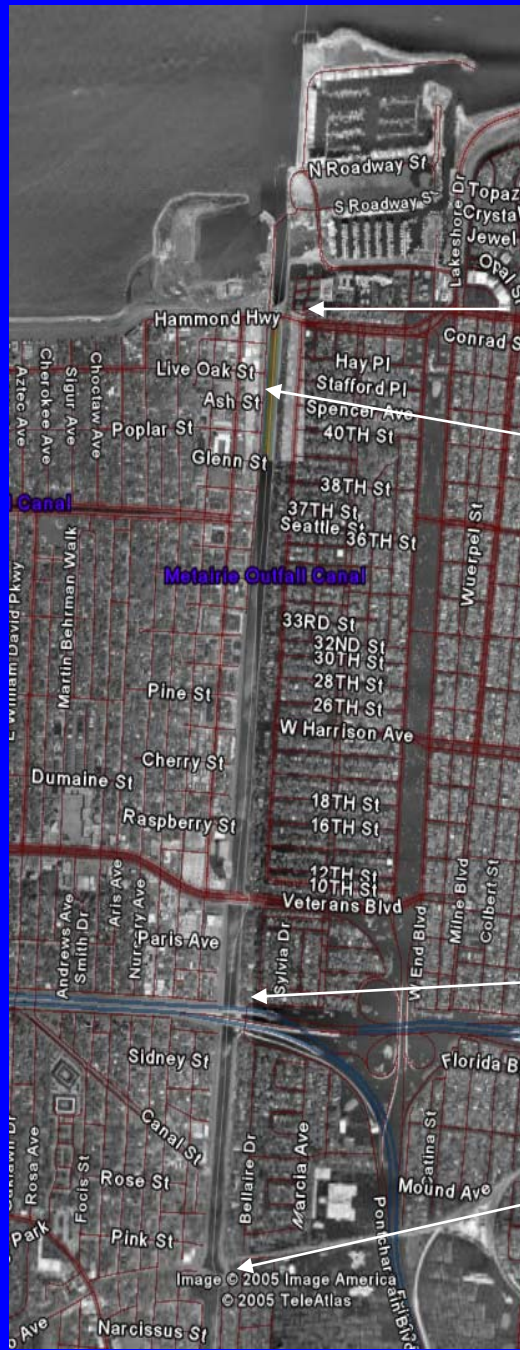 N Roadway St
S Roadway St
Lakeshore Dr
Topaz
Crystal
Jewel
Opal S
Hammond Hwy
Conrad S
Hay Pl
Live Oak St
Stafford Pl
Ash St
Spencer Ave
Poplar St
40TH St
Glenn St
Aztec Ave
Cherokee Ave
Sigur Ave
Choctaw Ave
38TH St
37TH St
Seattle St
36TH St
Canal
Wuerpel St
Metairie Outfall Canal
William David Pkwy
Martin Behrman Walk
33RD St
32ND St
30TH St
28TH St
Pine St
26TH St
W Harrison Ave
Cherry St
Dumaine St
18TH St
Raspberry St
16TH St
12TH St
10TH St
Veterans Blvd
Andrews Ave
Smith Dr
Aris Ave
Nursery Ave
Paris Ave
Sylvia Dr
W End Blvd
Milne Blvd
Colbert St
Sidney St
Florida B
Canal St
Bellaire Dr
Marcia Ave
Catina St
Mound Ave
Rosa Ave
Focis St
Rose St
Park
Pink St
Image © 2005 Image America
© 2005 TeleAtlas
Narcissus St
o Ave